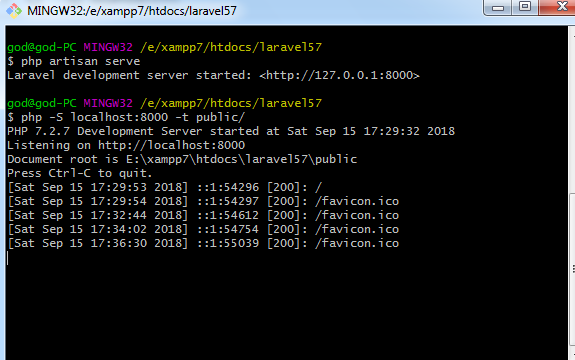 MINGW32:/e/xampp7/htdocs/laravel57
god@god-PC MINGW32 /e/xampp7/htdocs/laravel57
$ php artisan serve
Laravel development server started: <http://127.0.0.1:8000>
god@god-PC MINGW32 /e/xampp7/htdocs/laravel57
$ php -S localhost:8000 -t public/
PHP 7.2.7 Development Server started at Sat Sep 15 17:29:32 2018
Listening on http://localhost:8000
Document root is E:\xampp7\htdocs\laravel57\public
Press Ctrl-C to quit.
[Sat Sep 15 17:29:53 2018] ::1:54296 [200]: /
[Sat Sep 15 17:29:54 2018] ::1:54297 [200]: /favicon.ico
[Sat Sep 15 17:32:44 2018] ::1:54612 [200]: /favicon.ico
[Sat Sep 15 17:34:02 2018] ::1:54754 [200]: /favicon.ico
[Sat Sep 15 17:36:30 2018] ::1:55039 [200]: /favicon.ico